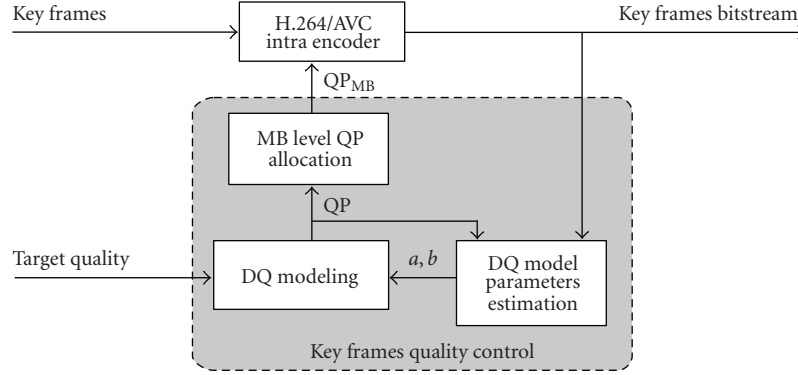 Key frames
H.264/AVC
intra encoder
Key frames bitstream
QPMB
MB level QP
allocation
QP
Target quality
DQ modeling
a, b
DQ model
parameters
estimation
Key frames quality control